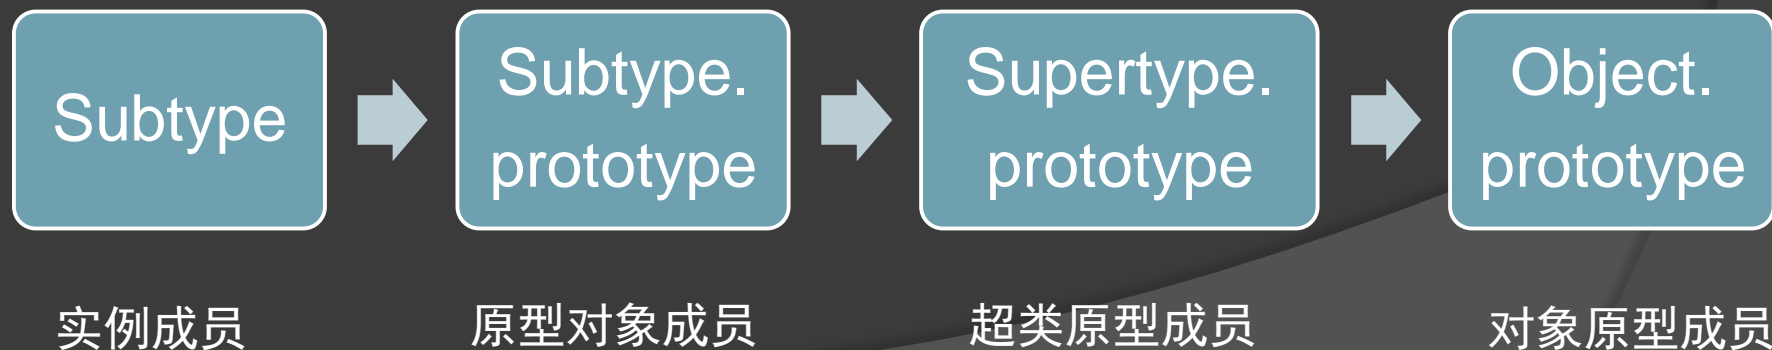 Subtype
Subtype.
prototype
Supertype.
prototype
Object.
prototype
实例成员
原型对象成员
超类原型成员
对象原型成员